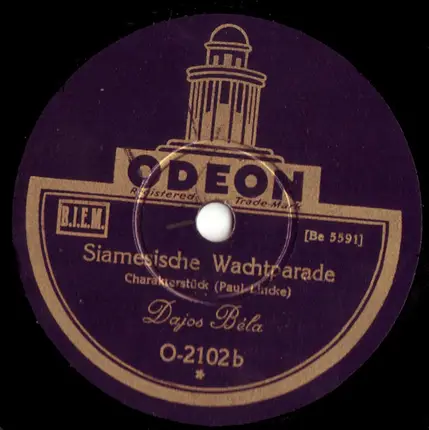 ODEON
Registered Trade-Mark
B.I.E.M.
[Be 5591]
Siamesische Wachtparade
Charakterstück (Paul Lincke)
Dajos Béla
O-2102b
*